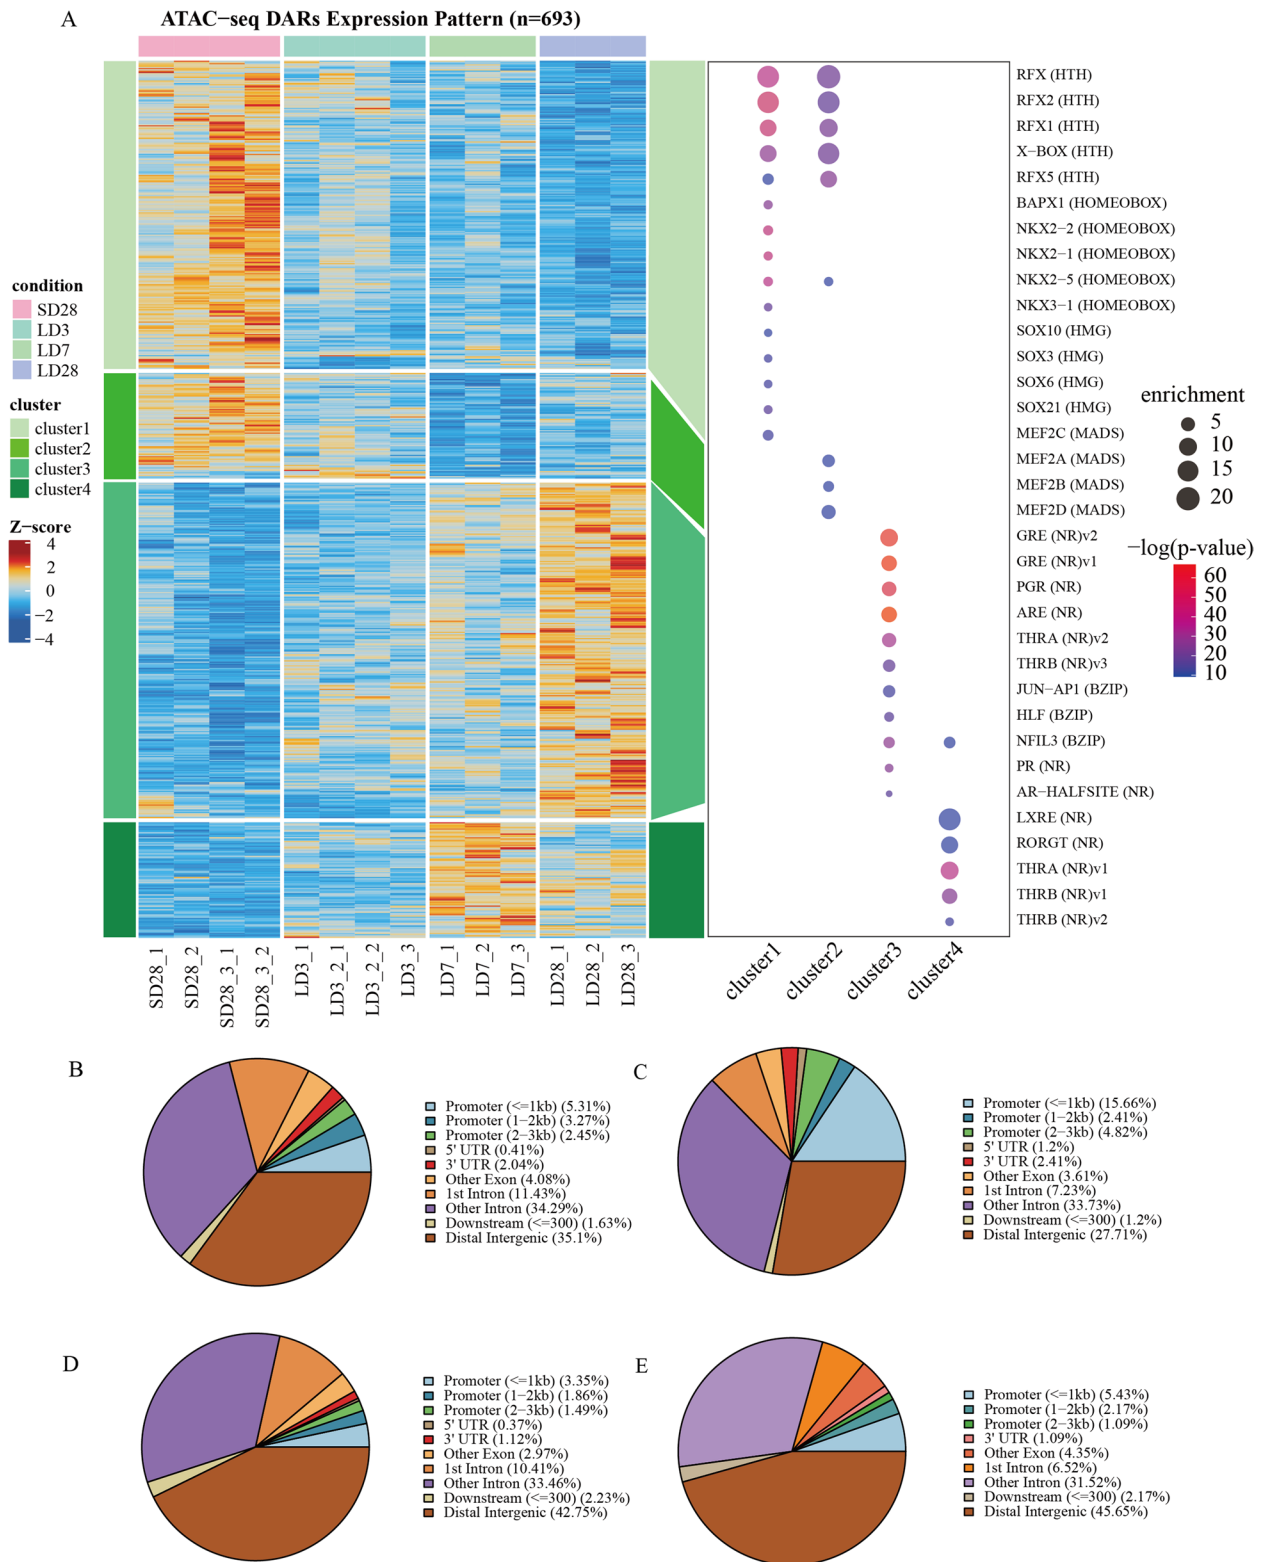 A
ATAC−seq DARs Expression Pattern (n=693)
condition
SD28
LD3
LD7
LD28
cluster
cluster1
cluster2
cluster3
cluster4
Z−score
4
2
0
−2
−4
RFX (HTH)
RFX2 (HTH)
RFX1 (HTH)
X−BOX (HTH)
RFX5 (HTH)
BAPX1 (HOMEOBOX)
NKX2−2 (HOMEOBOX)
NKX2−1 (HOMEOBOX)
NKX2−5 (HOMEOBOX)
NKX3−1 (HOMEOBOX)
SOX10 (HMG)
SOX3 (HMG)
SOX6 (HMG)
SOX21 (HMG)
MEF2C (MADS)
MEF2A (MADS)
MEF2B (MADS)
MEF2D (MADS)
GRE (NR)v2
GRE (NR)v1
PGR (NR)
ARE (NR)
THRA (NR)v2
THRB (NR)v3
JUN−AP1 (BZIP)
HLF (BZIP)
NFIL3 (BZIP)
PR (NR)
AR−HALFSITE (NR)
LXRE (NR)
RORGT (NR)
THRA (NR)v1
THRB (NR)v1
THRB (NR)v2
enrichment
5
10
15
20
−log(p-value)
60
50
40
30
20
10
SD28_1
SD28_2
SD28_3_1
SD28_3_2
LD3_1
LD3_2_1
LD3_2_2
LD3_3
LD7_1
LD7_2
LD7_3
LD28_1
LD28_2
LD28_3
cluster1
cluster2
cluster3
cluster4
B
Promoter (<=1kb) (5.31%)
Promoter (1−2kb) (3.27%)
Promoter (2−3kb) (2.45%)
5' UTR (0.41%)
3' UTR (2.04%)
Other Exon (4.08%)
1st Intron (11.43%)
Other Intron (34.29%)
Downstream (<=300) (1.63%)
Distal Intergenic (35.1%)
C
Promoter (<=1kb) (15.66%)
Promoter (1−2kb) (2.41%)
Promoter (2−3kb) (4.82%)
5' UTR (1.2%)
3' UTR (2.41%)
Other Exon (3.61%)
1st Intron (7.23%)
Other Intron (33.73%)
Downstream (<=300) (1.2%)
Distal Intergenic (27.71%)
D
Promoter (<=1kb) (3.35%)
Promoter (1−2kb) (1.86%)
Promoter (2−3kb) (1.49%)
5' UTR (0.37%)
3' UTR (1.12%)
Other Exon (2.97%)
1st Intron (10.41%)
Other Intron (33.46%)
Downstream (<=300) (2.23%)
Distal Intergenic (42.75%)
E
Promoter (<=1kb) (5.43%)
Promoter (1−2kb) (2.17%)
Promoter (2−3kb) (1.09%)
3' UTR (1.09%)
Other Exon (4.35%)
1st Intron (6.52%)
Other Intron (31.52%)
Downstream (<=300) (2.17%)
Distal Intergenic (45.65%)